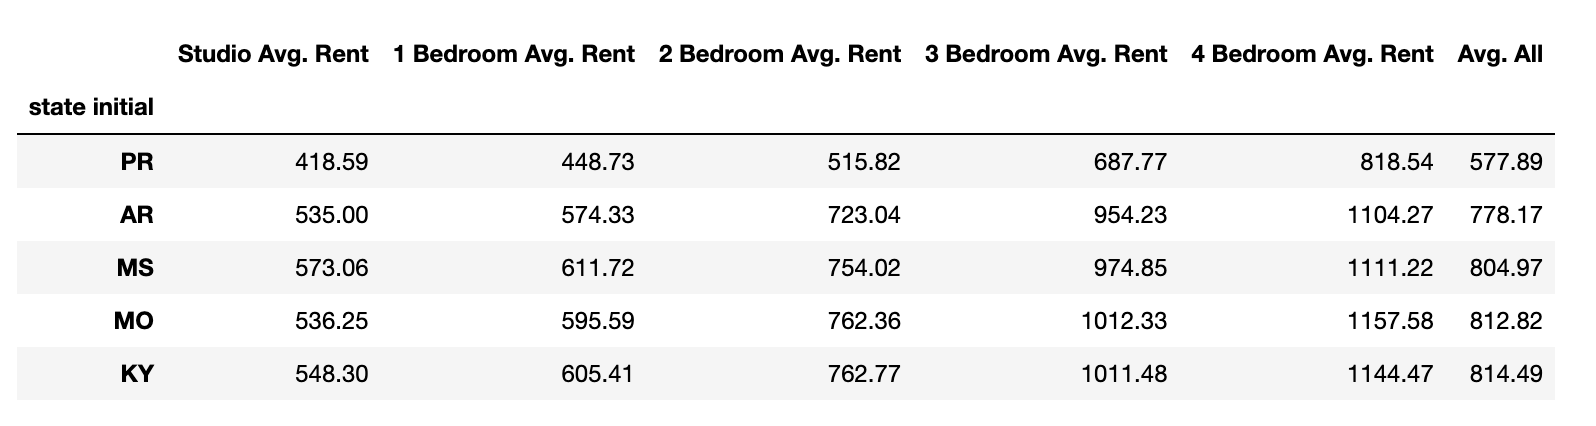 Studio Avg. Rent 1 Bedroom Avg. Rent 2 Bedroom Avg. Rent 3 Bedroom Avg. Rent 4 Bedroom Avg. Rent Avg. All
state initial
PR 418.59 448.73 515.82 687.77 818.54 577.89
AR 535.00 574.33 723.04 954.23 1104.27 778.17
MS 573.06 611.72 754.02 974.85 1111.22 804.97
MO 536.25 595.59 762.36 1012.33 1157.58 812.82
KY 548.30 605.41 762.77 1011.48 1144.47 814.49